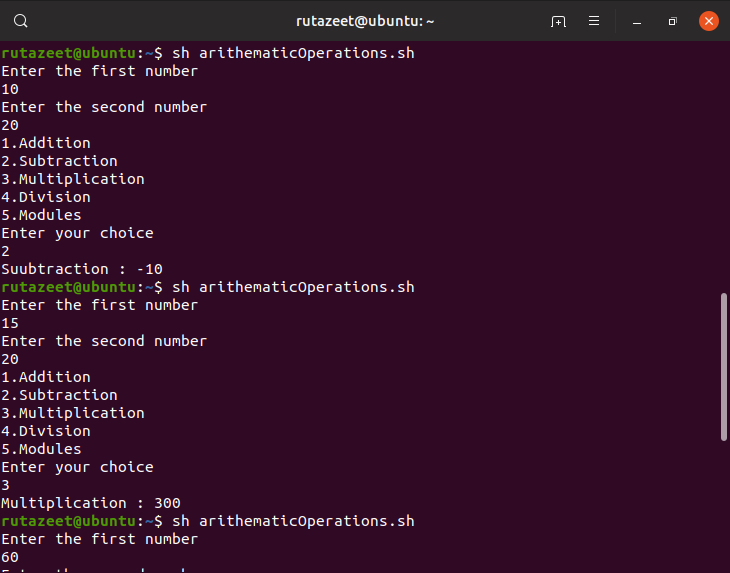 rutazeet@ubuntu: ~
rutazeet@ubuntu:~$ sh arithematicOperations.sh
Enter the first number
10
Enter the second number
20
1.Addition
2.Subtraction
3.Multiplication
4.Division
5.Modules
Enter your choice
2
Suubtraction : -10
rutazeet@ubuntu:~$ sh arithematicOperations.sh
Enter the first number
15
Enter the second number
20
1.Addition
2.Subtraction
3.Multiplication
4.Division
5.Modules
Enter your choice
3
Multiplication : 300
rutazeet@ubuntu:~$ sh arithematicOperations.sh
Enter the first number
60